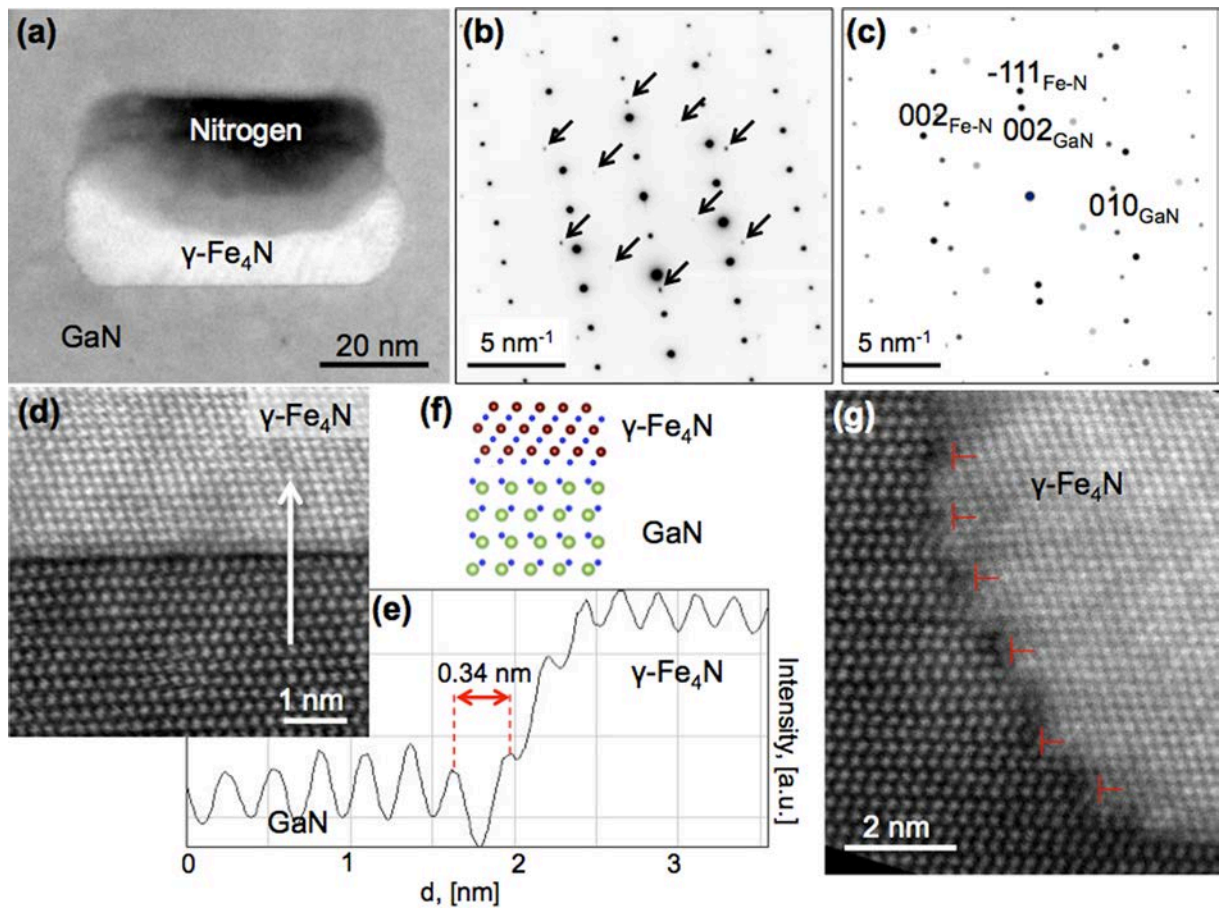 (a)
Nitrogen
γ-Fe₄N
GaN
20 nm
(b)
5 nm⁻¹
(c)
-111Fe-N
002Fe-N
002GaN
010GaN
5 nm⁻¹
(d)
γ-Fe₄N
1 nm
(f)
γ-Fe₄N
GaN
(e)
0.34 nm
γ-Fe₄N
GaN
Intensity, [a.u.]
0 1 2 3
d, [nm]
(g)
γ-Fe₄N
2 nm